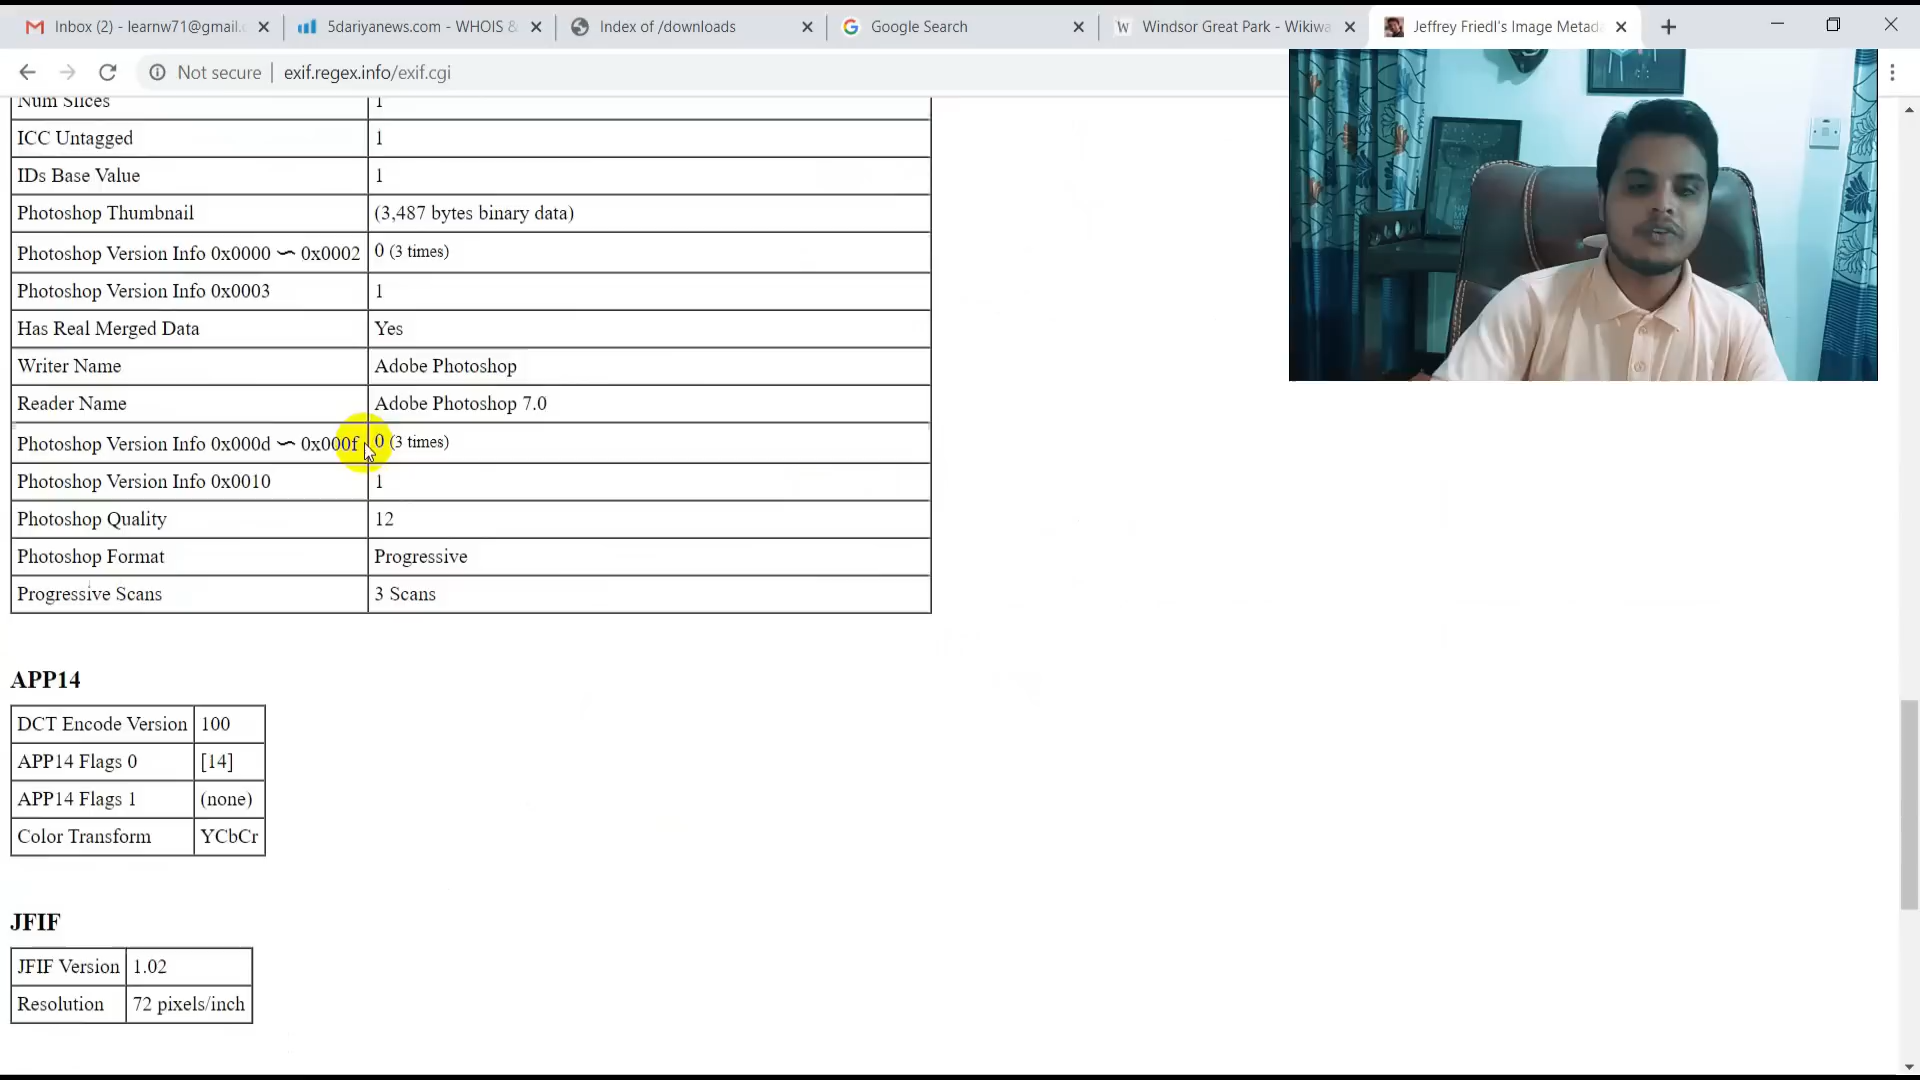 Inbox (2) - learnw71@gmail.
5dariyanews.com - WHOIS &
Index of /downloads
Google Search
Windsor Great Park - Wikiwa
Jeffrey Friedl's Image Metad
Not secure
exif.regex.info/exif.cgi
Num Slices 1
ICC Untagged 1
IDs Base Value 1
Photoshop Thumbnail (3,487 bytes binary data)
Photoshop Version Info 0x0000 〜 0x0002 0 (3 times)
Photoshop Version Info 0x0003 1
Has Real Merged Data Yes
Writer Name Adobe Photoshop
Reader Name Adobe Photoshop 7.0
Photoshop Version Info 0x000d 〜 0x000f 0 (3 times)
Photoshop Version Info 0x0010 1
Photoshop Quality 12
Photoshop Format Progressive
Progressive Scans 3 Scans
APP14
DCT Encode Version 100
APP14 Flags 0 [14]
APP14 Flags 1 (none)
Color Transform YCbCr
JFIF
JFIF Version 1.02
Resolution 72 pixels/inch